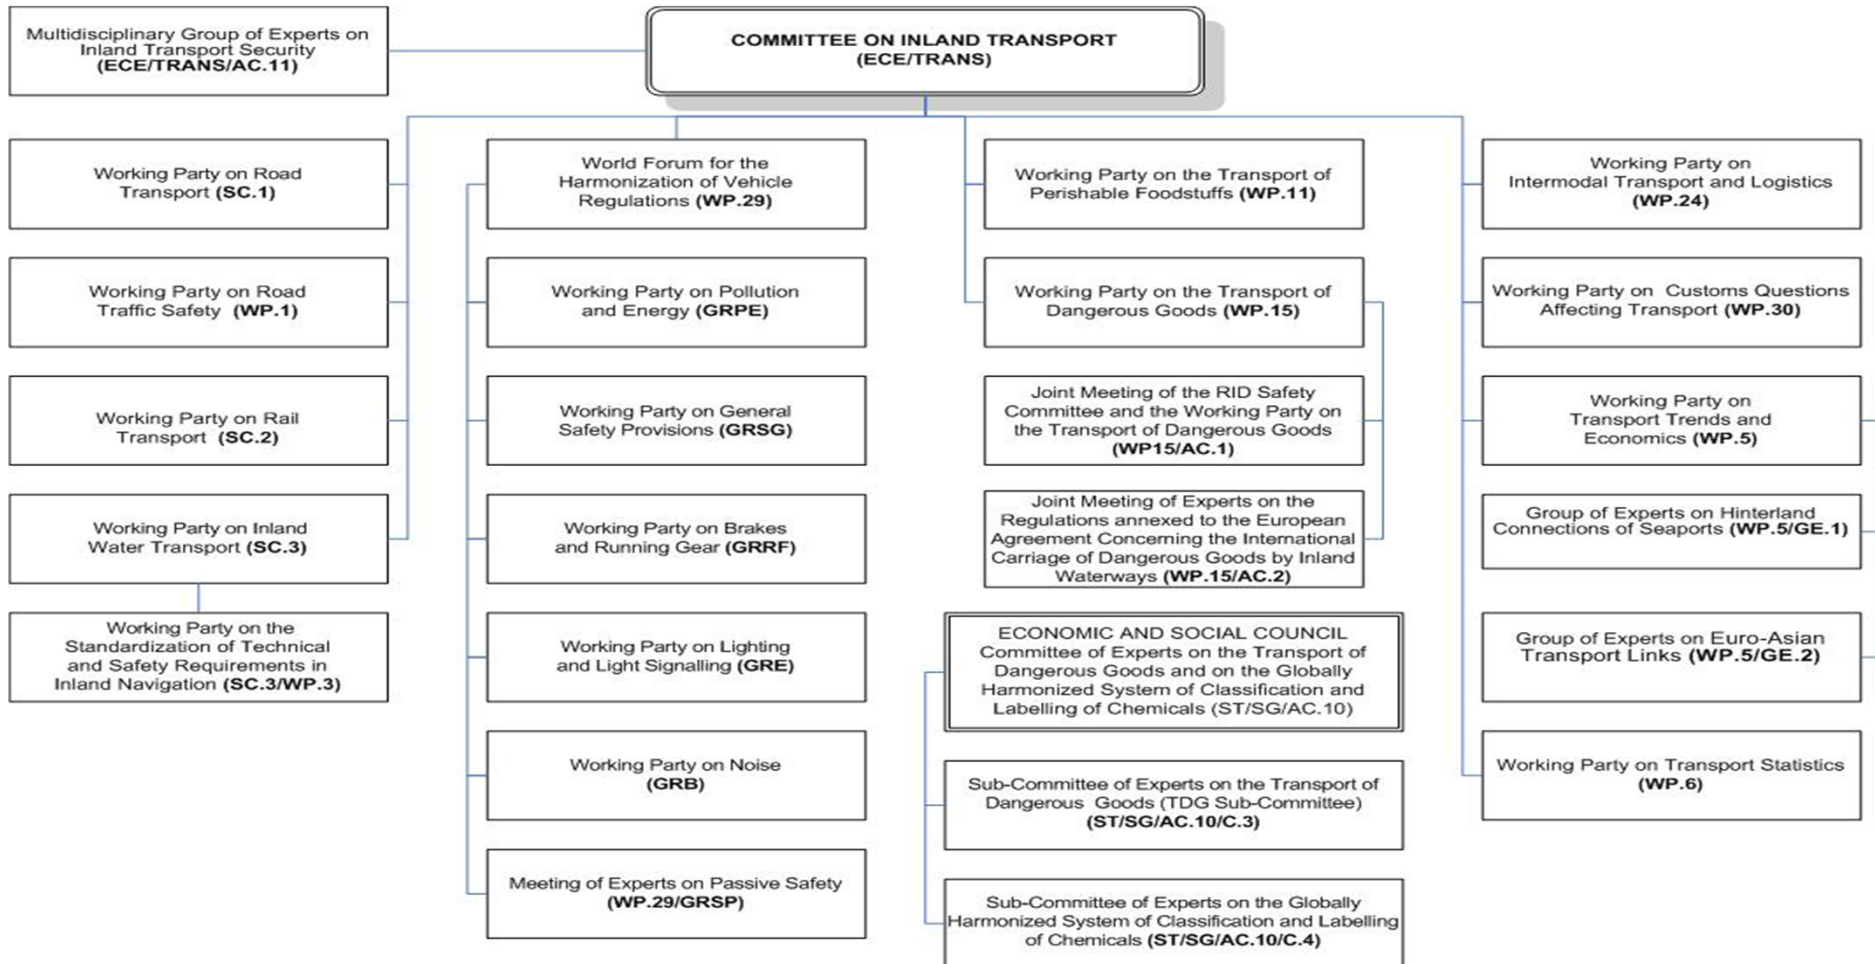 Multidisciplinary Group of Experts on
Inland Transport Security
(ECE/TRANS/AC.11)
COMMITTEE ON INLAND TRANSPORT
(ECE/TRANS)
Working Party on Road
Transport (SC.1)
Working Party on Road
Traffic Safety (WP.1)
Working Party on Rail
Transport (SC.2)
Working Party on Inland
Water Transport (SC.3)
Working Party on the
Standardization of Technical
and Safety Requirements in
Inland Navigation (SC.3/WP.3)
World Forum for the
Harmonization of Vehicle
Regulations (WP.29)
Working Party on Pollution
and Energy (GRPE)
Working Party on General
Safety Provisions (GRSG)
Working Party on Brakes
and Running Gear (GRRF)
Working Party on Lighting
and Light Signalling (GRE)
Working Party on Noise
(GRB)
Meeting of Experts on Passive Safety
(WP.29/GRSP)
Working Party on the Transport of
Perishable Foodstuffs (WP.11)
Working Party on the Transport of
Dangerous Goods (WP.15)
Joint Meeting of the RID Safety
Committee and the Working Party on
the Transport of Dangerous Goods
(WP15/AC.1)
Joint Meeting of Experts on the
Regulations annexed to the European
Agreement Concerning the International
Carriage of Dangerous Goods by Inland
Waterways (WP.15/AC.2)
ECONOMIC AND SOCIAL COUNCIL
Committee of Experts on the Transport of
Dangerous Goods and on the Globally
Harmonized System of Classification and
Labelling of Chemicals (ST/SG/AC.10)
Sub-Committee of Experts on the Transport of
Dangerous Goods (TDG Sub-Committee)
(ST/SG/AC.10/C.3)
Sub-Committee of Experts on the Globally
Harmonized System of Classification and Labelling
of Chemicals (ST/SG/AC.10/C.4)
Working Party on
Intermodal Transport and Logistics
(WP.24)
Working Party on Customs Questions
Affecting Transport (WP.30)
Working Party on
Transport Trends and
Economics (WP.5)
Group of Experts on Hinterland
Connections of Seaports (WP.5/GE.1)
Group of Experts on Euro-Asian
Transport Links (WP.5/GE.2)
Working Party on Transport Statistics
(WP.6)